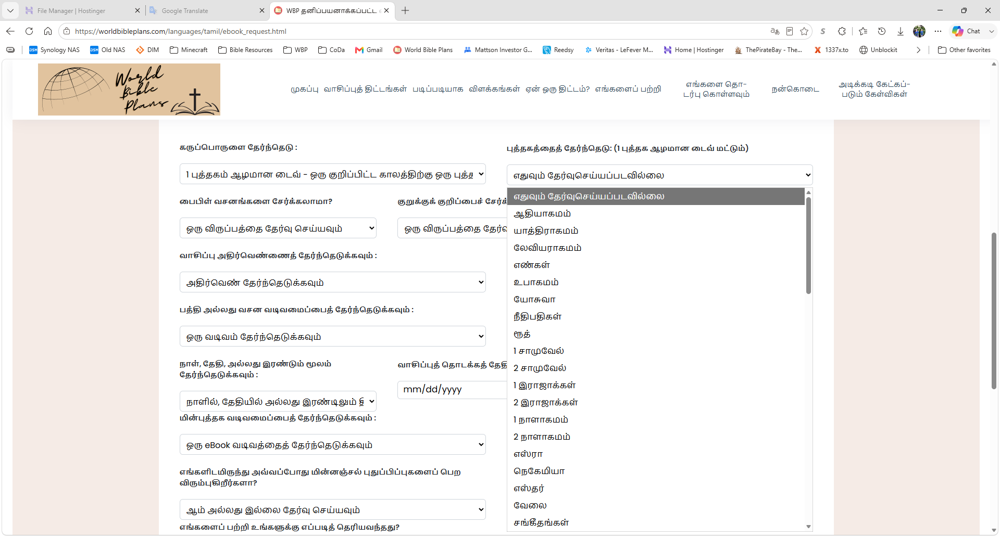 File Manager | Hostinger
Google Translate
WBP தனிப்பயனாக்கப்பட்ட
https://worldbibleplans.com/languages/tamil/ebook_request.html
Chat
Synology NAS
Old NAS
DIM
Minecraft
Bible Resources
WBP
CoDa
Gmail
World Bible Plans
Mattson Investor G...
Reedsy
Veritas - LeFever M...
Home | Hostinger
ThePirateBay - The...
1337x.to
Unblockit
Other favorites
World
Bible
Plans
முகப்பு வாசிப்புத் திட்டங்கள் படிப்படியாக விளக்கங்கள் ஏன் ஒரு திட்டம்? எங்களைப் பற்றி
எங்களை தொ-
டர்பு கொள்ளவும்
நன்கொடை
அடிக்கடி கேட்கப்-
படும் கேள்விகள்
கருப்பொருளை தேர்ந்தெடு :
1 புத்தகம் ஆழமான டைவ் - ஒரு குறிப்பிட்ட காலத்திற்கு ஒரு புத்த
பைபிள் வசனங்களை சேர்க்கலாமா?
ஒரு விருப்பத்தை தேர்வு செய்யவும்
குறுக்குக் குறிப்பைச் சேர்க்
ஒரு விருப்பத்தை தேர்வு
வாசிப்பு அதிர்வெண்ணைத் தேர்ந்தெடுக்கவும் :
அதிர்வெண் தேர்ந்தெடுக்கவும்
பத்தி அல்லது வசன வடிவமைப்பைத் தேர்ந்தெடுக்கவும் :
ஒரு வடிவம் தேர்ந்தெடுக்கவும்
நாள், தேதி, அல்லது இரண்டும் மூலம்
தேர்ந்தெடுக்கவும் :
நாளில், தேதியில் அல்லது இரண்டிலும் தி
வாசிப்புத் தொடக்கத் தேதி
mm/dd/yyyy
மின்புத்தக வடிவமைப்பைத் தேர்ந்தெடுக்கவும் :
ஒரு eBook வடிவத்தைத் தேர்ந்தெடுக்கவும்
எங்களிடமிருந்து அவ்வப்போது மின்னஞ்சல் புதுப்பிப்புகளைப் பெற
விரும்புகிறீர்களா?
ஆம் அல்லது இல்லை தேர்வு செய்யவும்
எங்களைப் பற்றி உங்களுக்கு எப்படித் தெரியவந்தது?
புத்தகத்தைத் தேர்ந்தெடு: (1 புத்தக ஆழமான டைவ் மட்டும்)
எதுவும் தேர்வுசெய்யப்படவில்லை
எதுவும் தேர்வுசெய்யப்படவில்லை
ஆதியாகமம்
யாத்திராகமம்
லேவியராகமம்
எண்கள்
உபாகமம்
யோசுவா
நீதிபதிகள்
ரூத்
1 சாமுவேல்
2 சாமுவேல்
1 இராஜாக்கள்
2 இராஜாக்கள்
1 நாளாகமம்
2 நாளாகமம்
எஸ்ரா
நெகேமியா
எஸ்தர்
வேலை
சங்கீதங்கள்